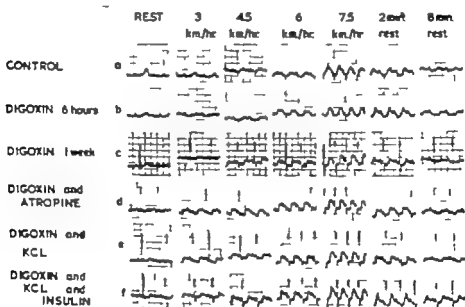 REST 3 4.5 6 7.5 2 min. 8 min.
km/hr km/hr. km/hr km/hr. rest rest
CONTROL a
DIGOXIN 6 hours b
DIGOXIN 1 week c
DIGOXIN and
ATROPINE d
DIGOXIN and e
KCL
DIGOXIN and
KCL and f
INSULIN